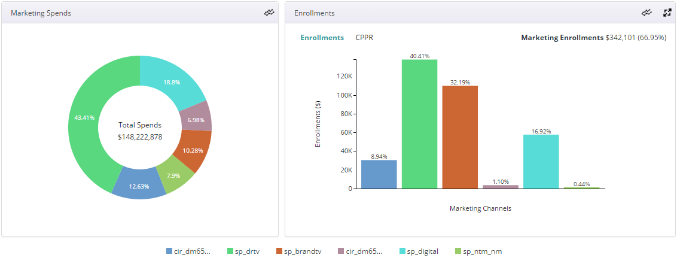 Marketing Spends
18.8%
6.98%
10.28%
7.9%
12.63%
43.41%
Total Spends
$148,222,878
Enrollments
Enrollments CPPR
Marketing Enrollments $342,101 (66.95%)
Enrollments ($)
120K
100K
80K
60K
40K
20K
0
8.94%
40.41%
32.19%
1.10%
16.92%
0.44%
Marketing Channels
cir_dm65... sp_drtv sp_brandtv cir_dm65... sp_digital sp_ntm_nm